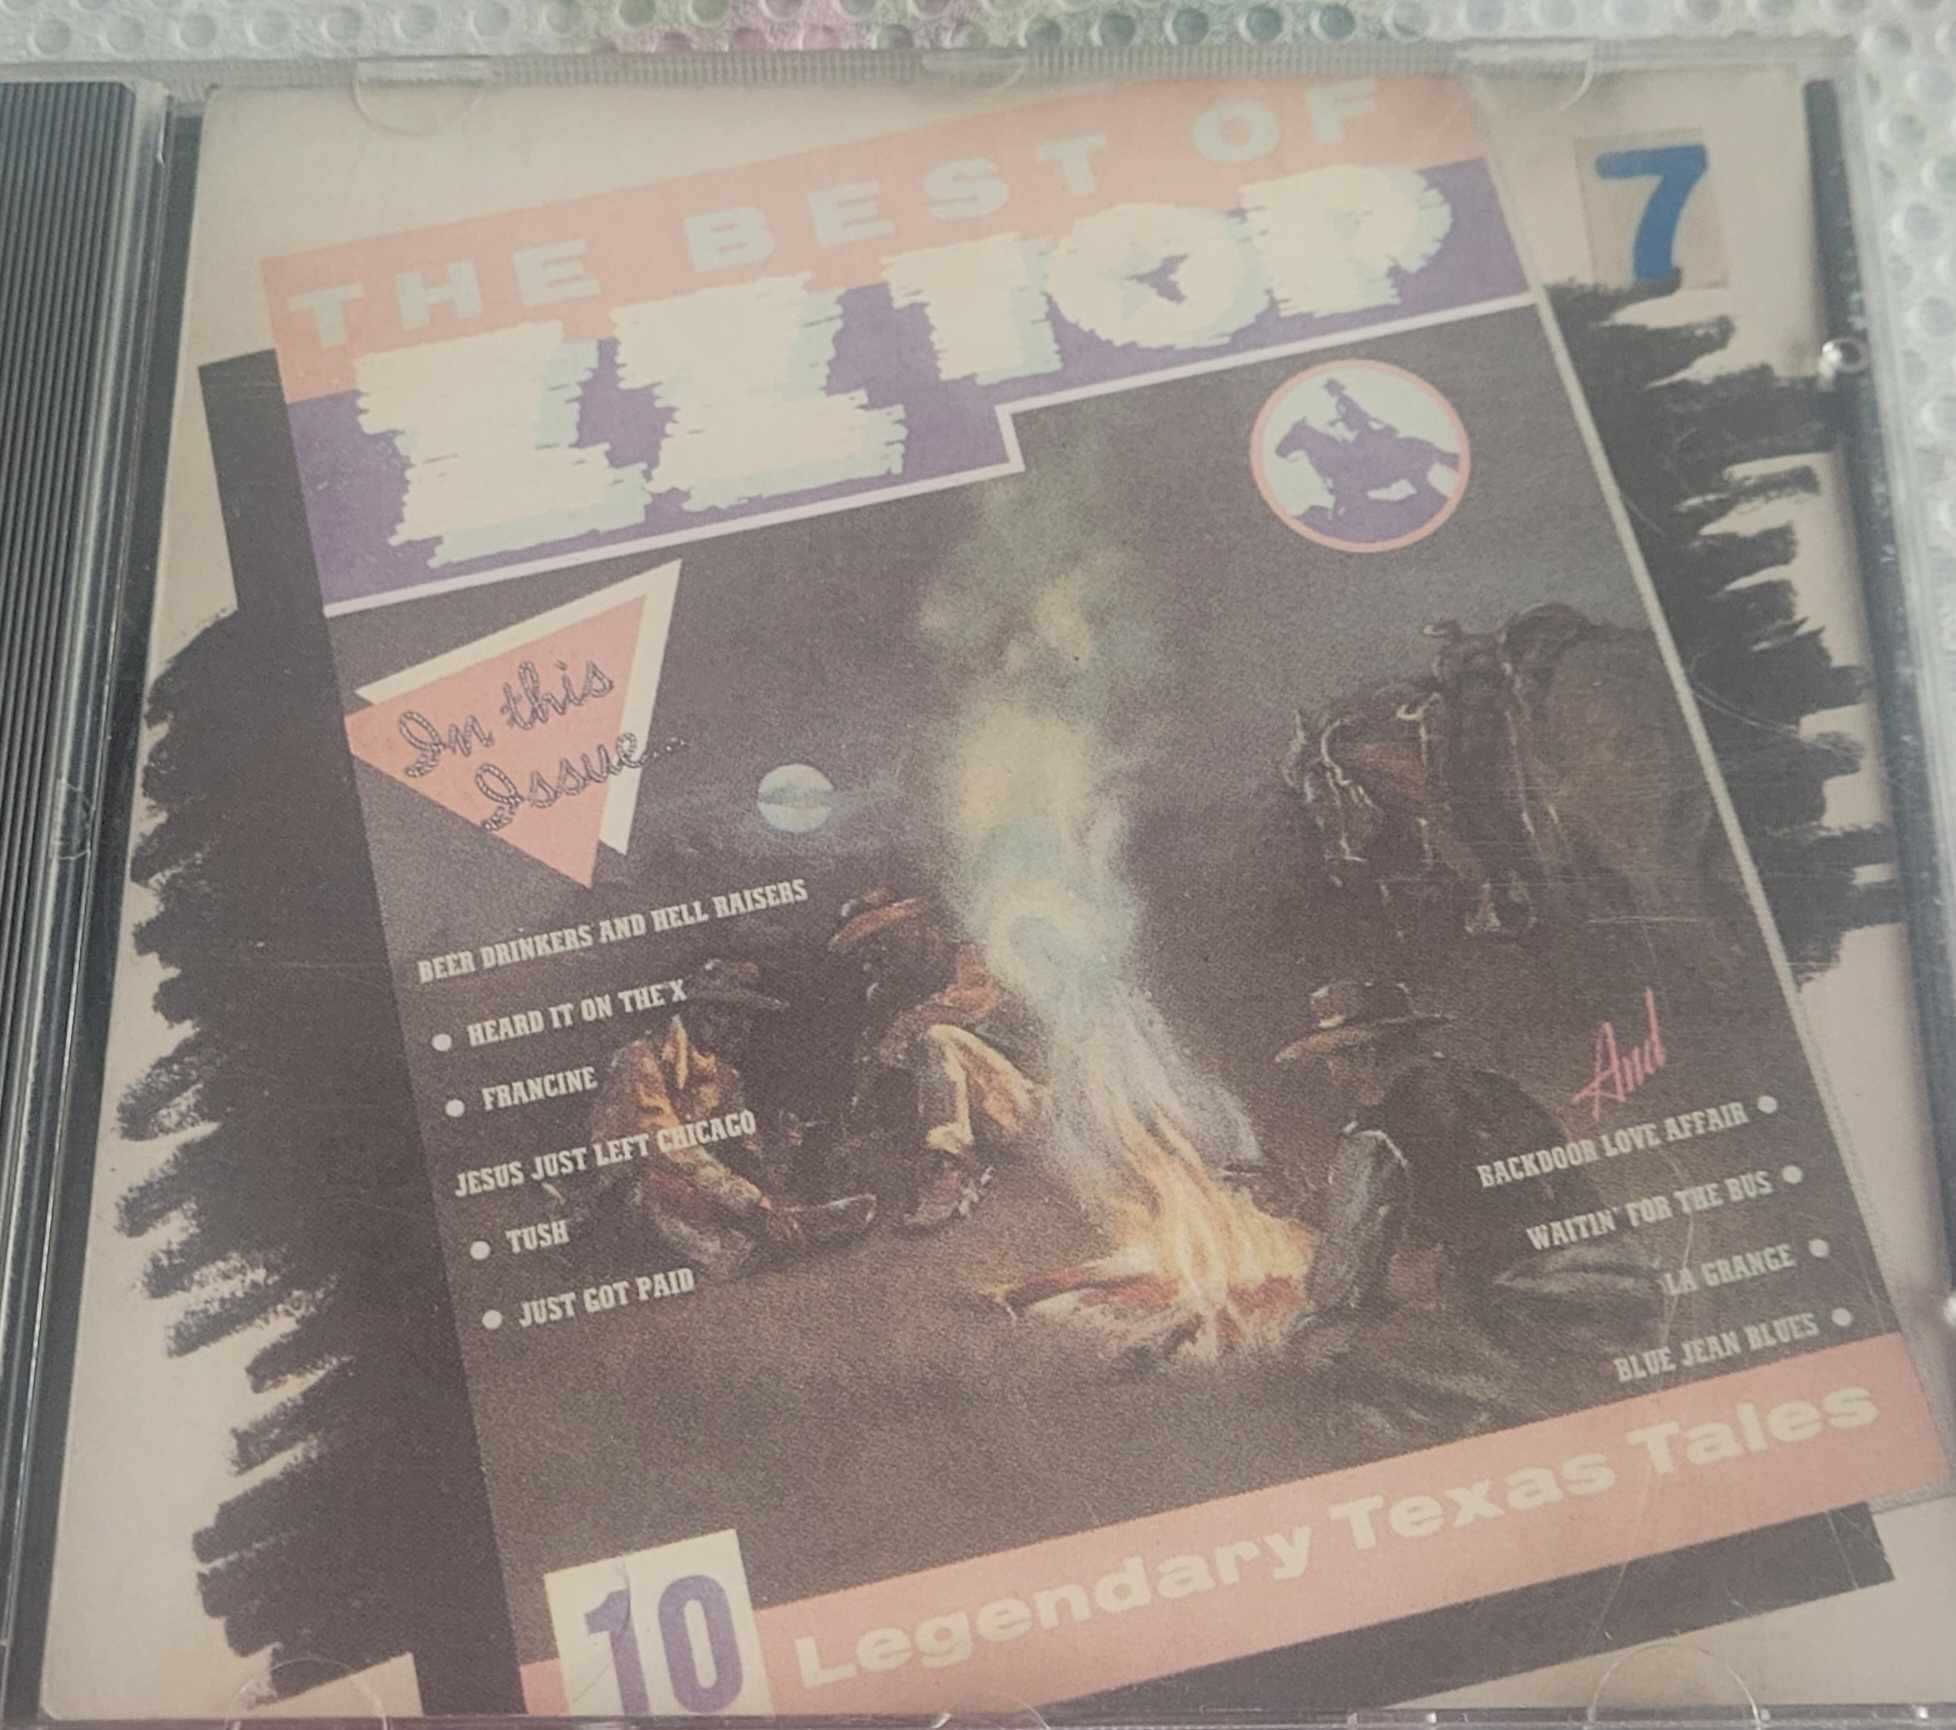 THE BEST OF
ZZ TOP
7
In this
Issue...
BEER DRINKERS AND HELL RAISERS
• HEARD IT ON THE X
• FRANCINE
JESUS JUST LEFT CHICAGO
• TUSH
• JUST GOT PAID
And
BACKDOOR LOVE AFFAIR •
WAITIN' FOR THE BUS •
LA GRANGE •
BLUE JEAN BLUES •
10 Legendary Texas Tales